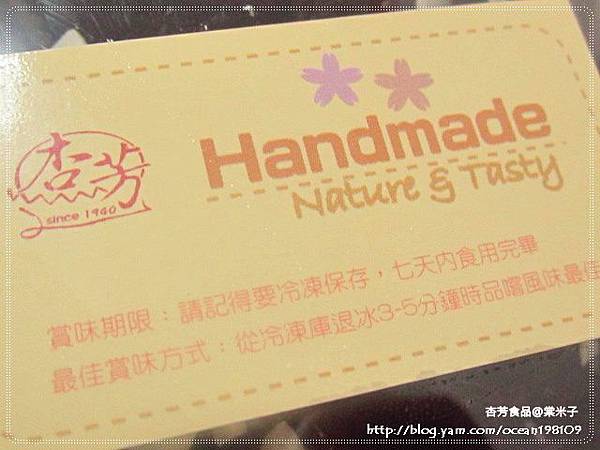 杏芳
since 1940
Handmade
Nature & Tasty
賞味期限：請記得要冷凍保存，七天內食用完畢
最佳賞味方式：從冷凍庫退冰3-5分鐘時品嚐風味最佳
杏芳食品@棠米子
http://blog.yam.com/ocean198109